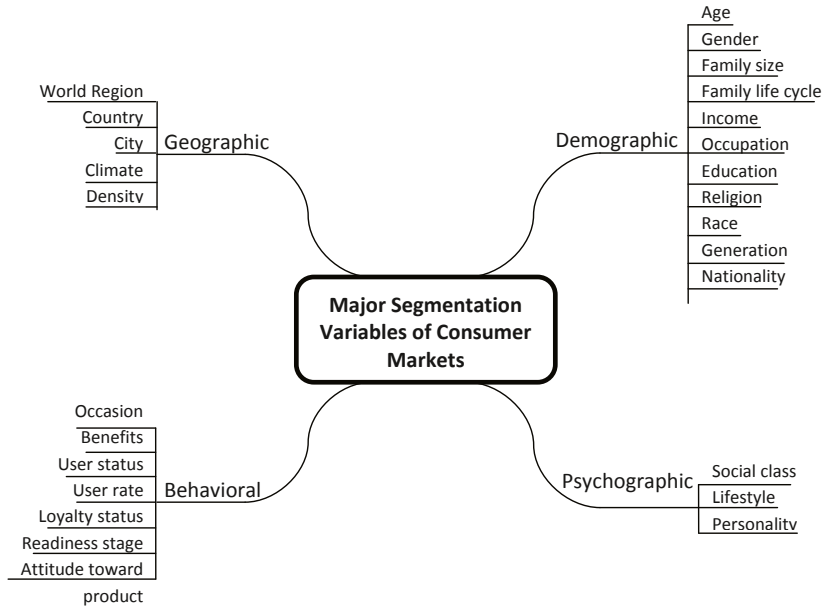 World Region
Country
City
Climate
Density
Geographic
Age
Gender
Family size
Family life cycle
Income
Occupation
Education
Religion
Race
Generation
Nationality
Demographic
Major Segmentation
Variables of Consumer
Markets
Occasion
Benefits
User status
User rate
Loyalty status
Readiness stage
Attitude toward
product
Behavioral
Psychographic
Social class
Lifestyle
Personality